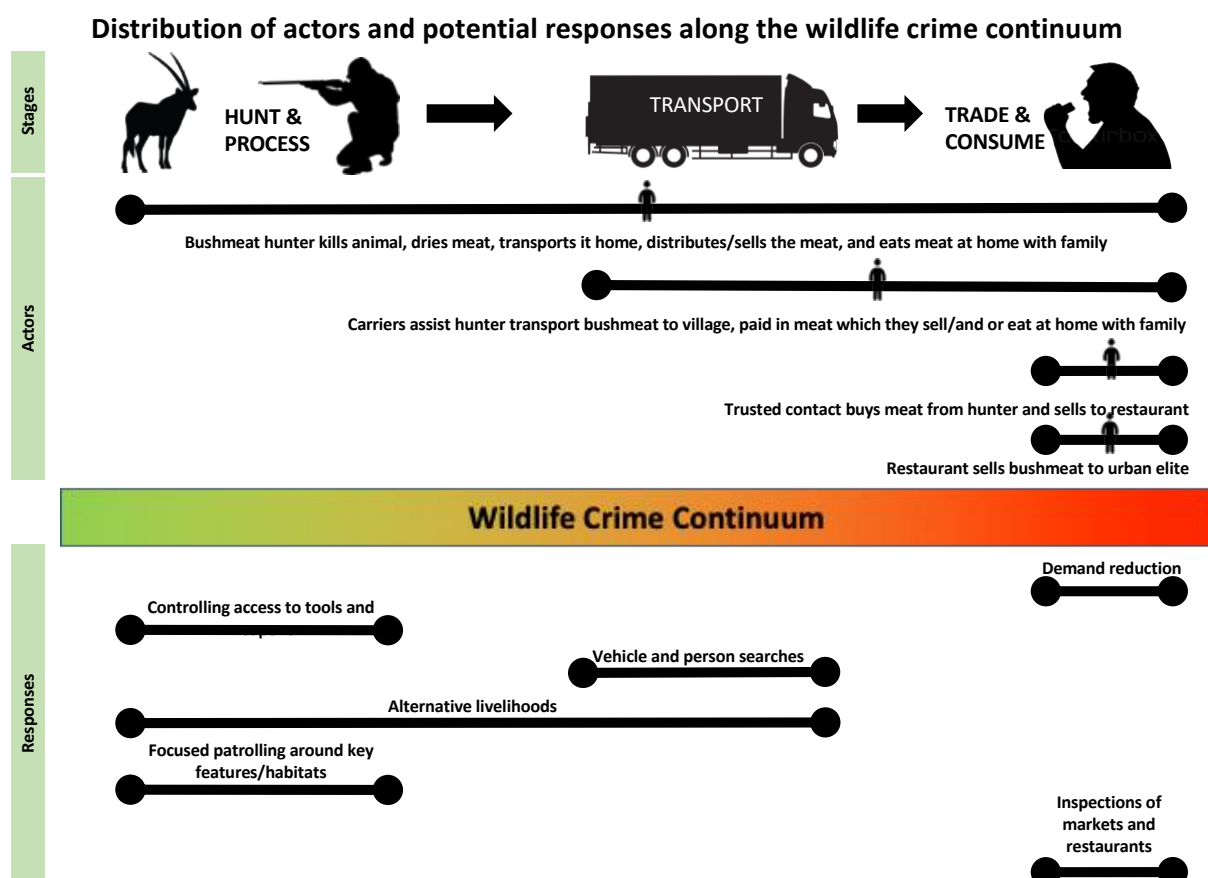 Distribution of actors and potential responses along the wildlife crime continuum
Stages
HUNT &
PROCESS
TRANSPORT
TRADE &
CONSUME
Actors
Bushmeat hunter kills animal, dries meat, transports it home, distributes/sells the meat, and eats meat at home with family
Carriers assist hunter transport bushmeat to village, paid in meat which they sell/and or eat at home with family
Trusted contact buys meat from hunter and sells to restaurant
Restaurant sells bushmeat to urban elite
Wildlife Crime Continuum
Responses
Demand reduction
Controlling access to tools and
Vehicle and person searches
Alternative livelihoods
Focused patrolling around key
features/habitats
Inspections of
markets and
restaurants